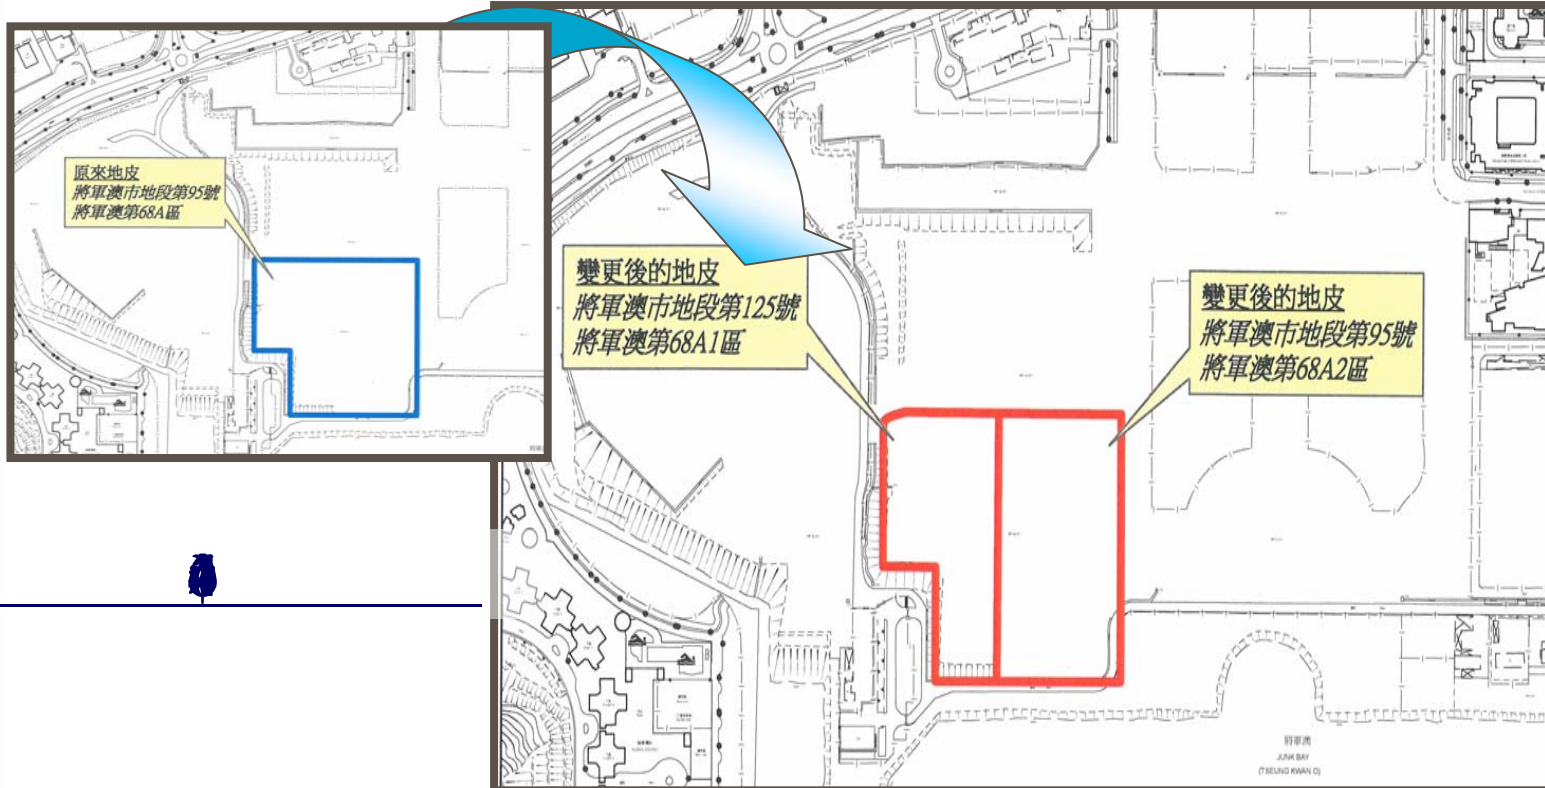 原來地皮
將軍澳市地段第95號
將軍澳第68A區
變更後的地皮
將軍澳市地段第125號
將軍澳第68A1區
變更後的地皮
將軍澳市地段第95號
將軍澳第68A2區
將軍澳
JUNK BAY
(TSEUNG KWAN O)